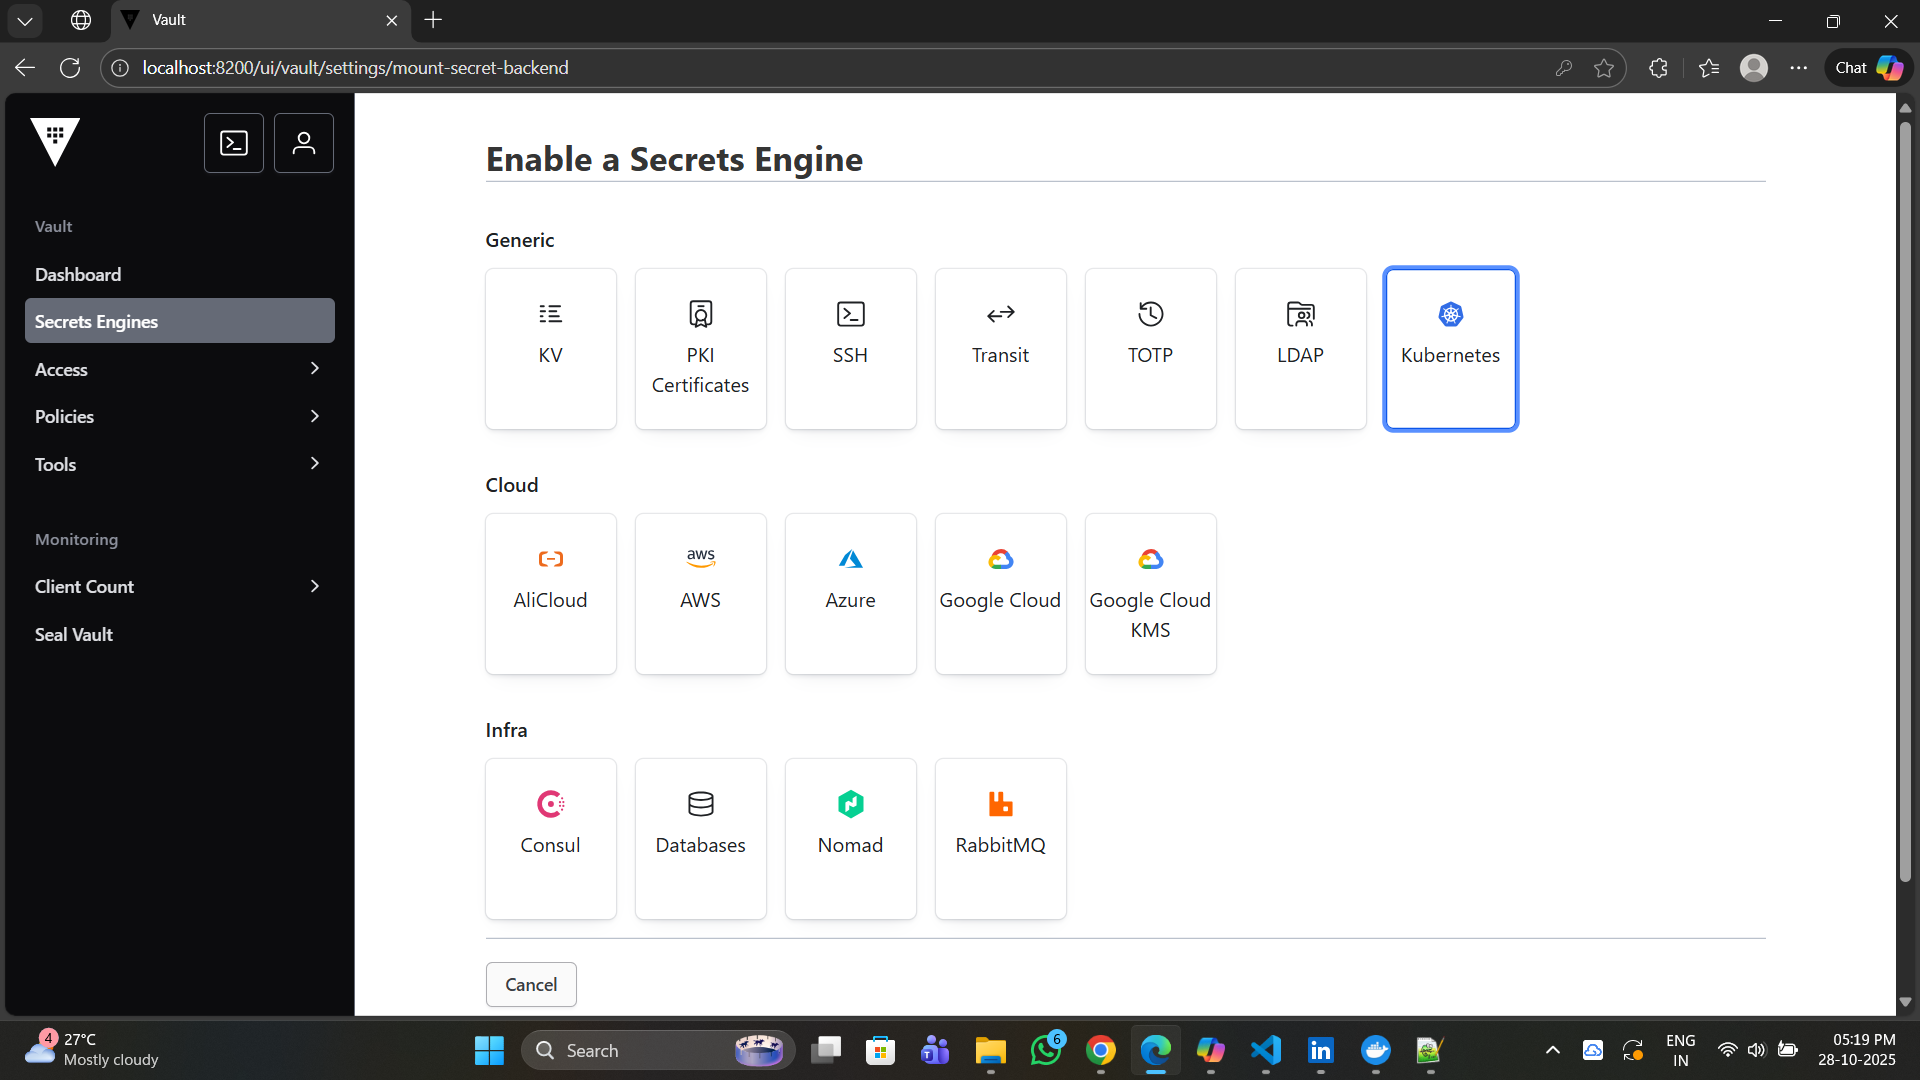 Vault
localhost:8200/ui/vault/settings/mount-secret-backend
Chat
Vault
Dashboard
Secrets Engines
Access
Policies
Tools
Monitoring
Client Count
Seal Vault
Enable a Secrets Engine
Generic
KV
PKI
Certificates
SSH
Transit
TOTP
LDAP
Kubernetes
Cloud
AliCloud
aws
AWS
Azure
Google Cloud
Google Cloud
KMS
Infra
Consul
Databases
Nomad
RabbitMQ
Cancel
4
27°C
Mostly cloudy
Search
6
ENG
IN
05:19 PM
28-10-2025